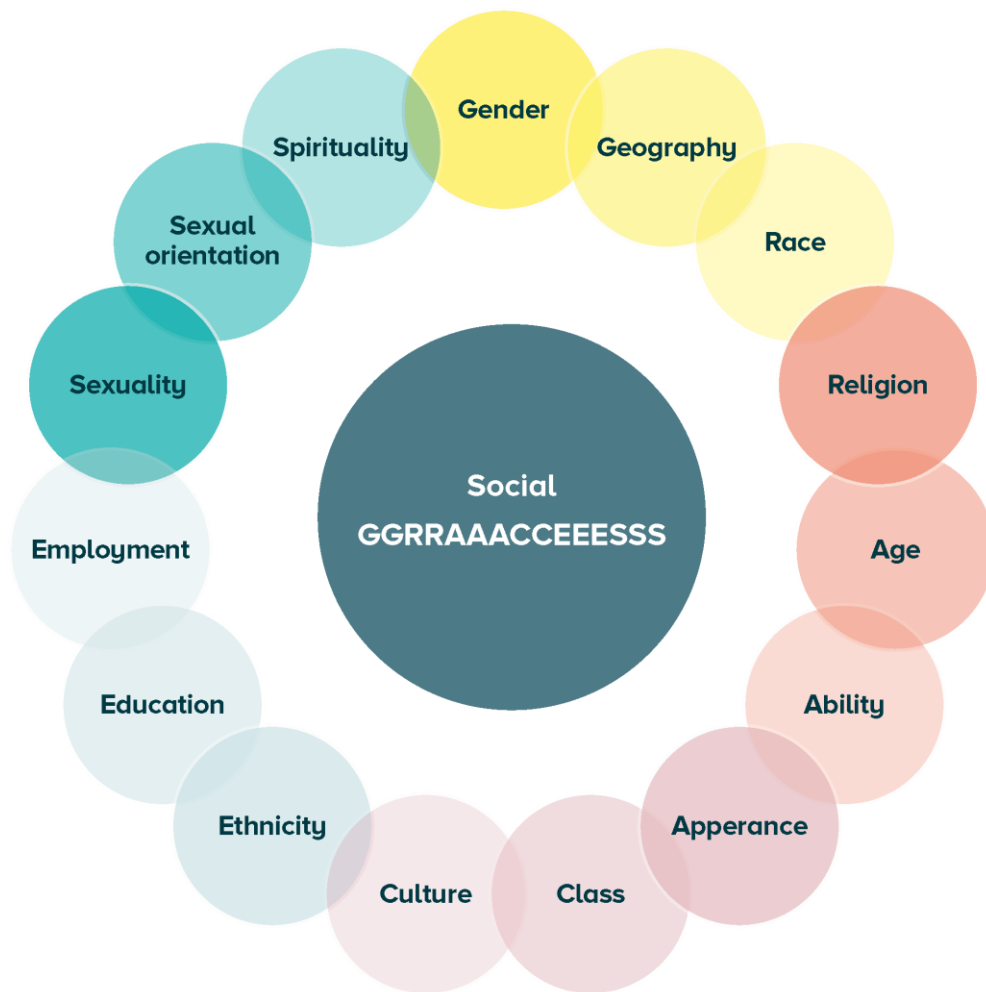 Gender
Geography
Race
Religion
Age
Ability
Apperance
Class
Culture
Ethnicity
Education
Employment
Sexuality
Sexual
orientation
Spirituality
Social
GGRRAAACCEEESSS